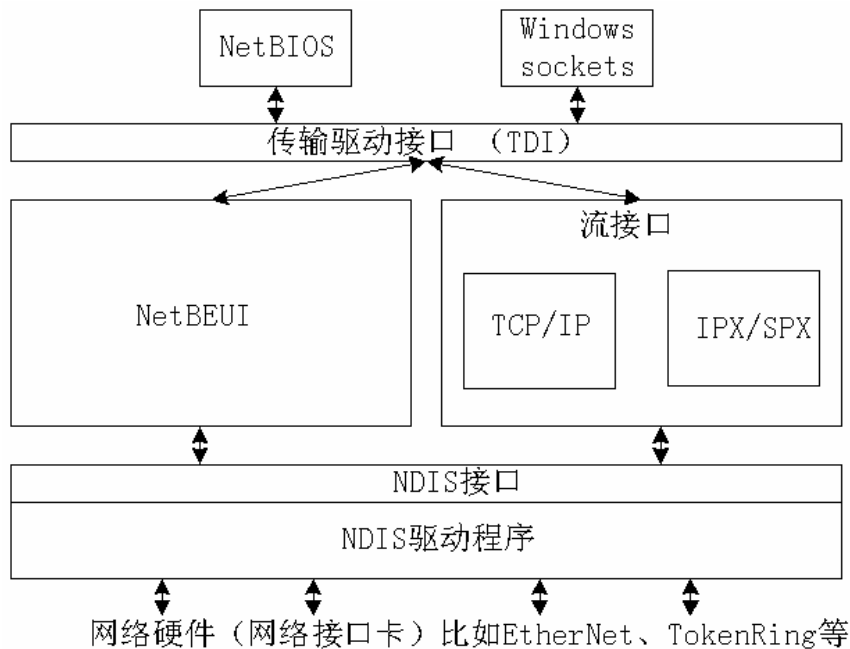 NetBIOS
Windows
sockets
传输驱动接口 (TDI)
NetBEUI
流接口
TCP/IP
IPX/SPX
NDIS接口
NDIS驱动程序
网络硬件（网络接口卡）比如EtherNet、TokenRing等